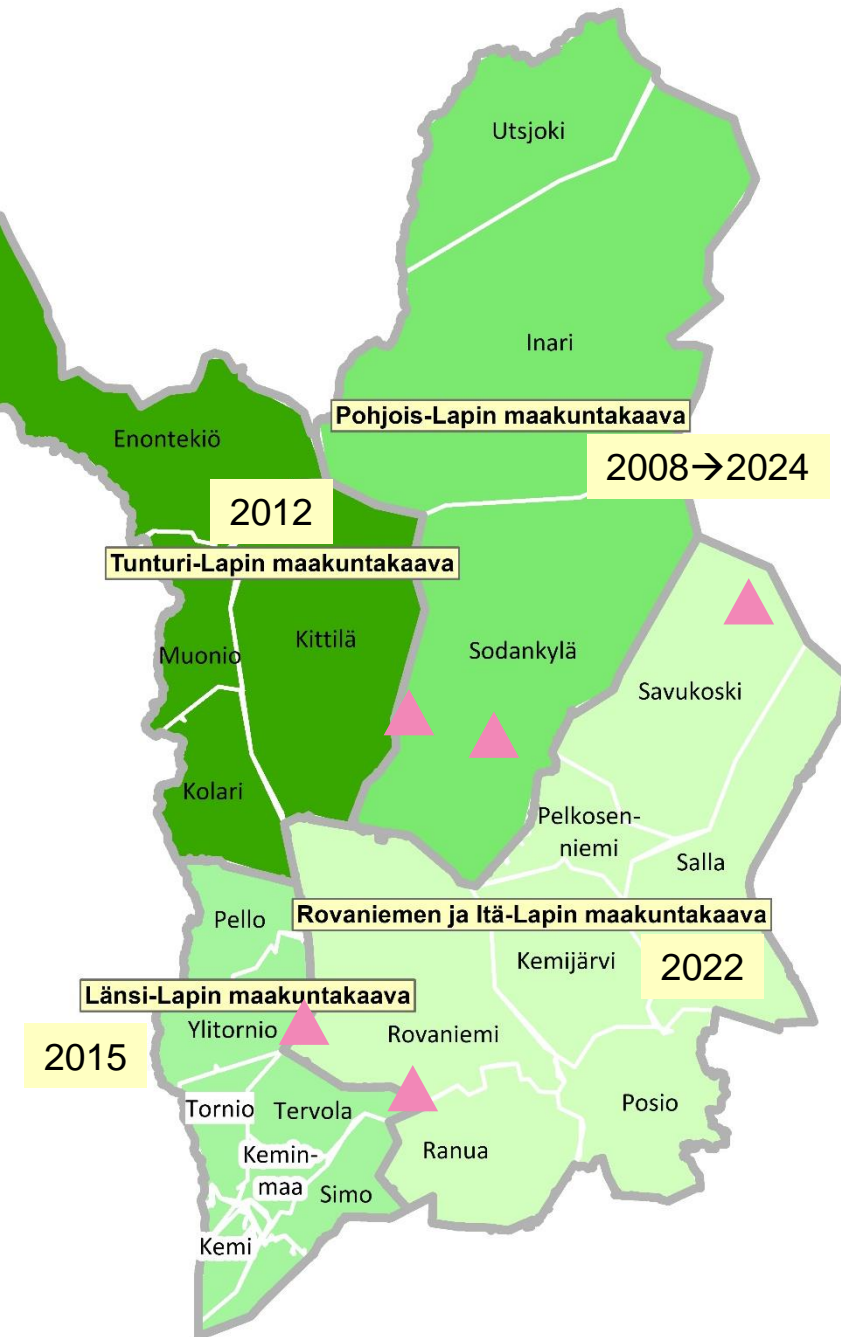 Utsjoki
Inari
Pohjois-Lapin maakuntakaava
Enontekiö
2008→2024
2012
Tunturi-Lapin maakuntakaava
Muonio
Kittilä
Sodankylä
Savukoski
Kolari
Pelkosen-
niemi
Salla
Pello
Rovaniemen ja Itä-Lapin maakuntakaava
Kemijärvi
2022
Länsi-Lapin maakuntakaava
Ylitornio
Rovaniemi
2015
Tornio
Tervola
Posio
Kemin-
maa
Ranua
Simo
Kemi